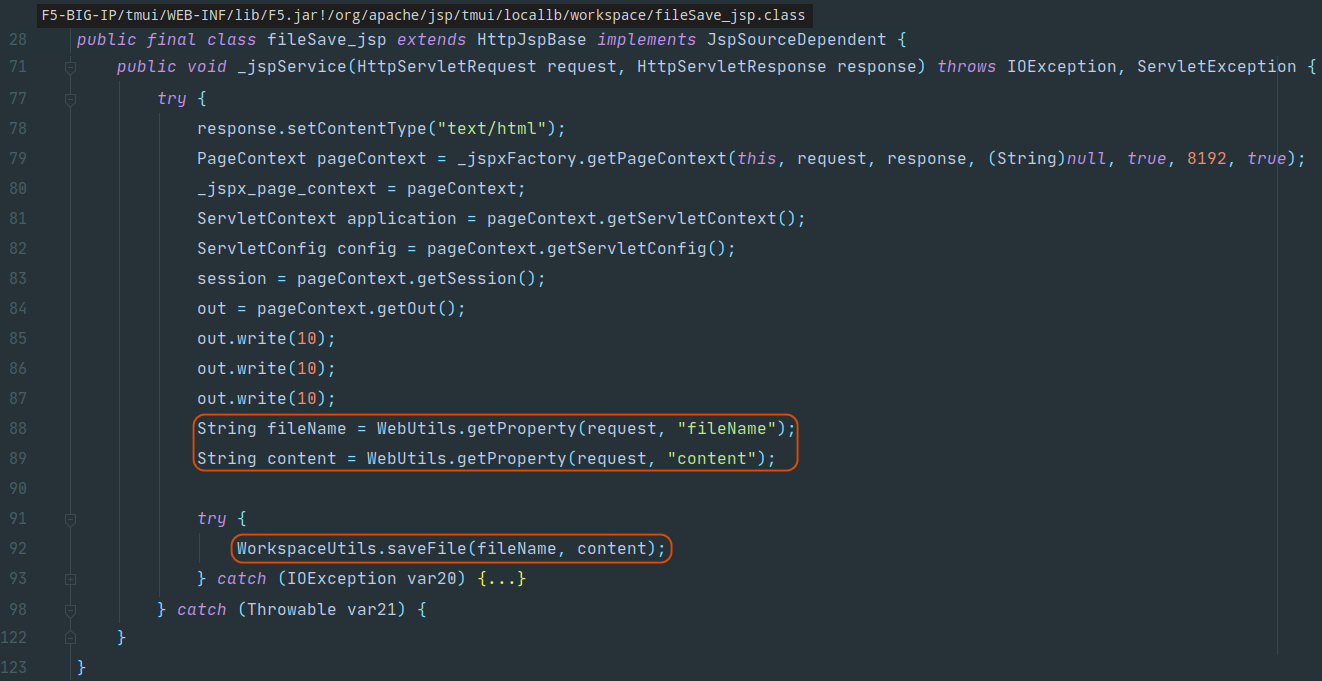 F5-BIG-IP/tmui/WEB-INF/lib/F5.jar!/org/apache/jsp/tmui/locallb/workspace/fileSave_jsp.class
28 public final class fileSave_jsp extends HttpJspBase implements JspSourceDependent {
71 public void _jspService(HttpServletRequest request, HttpServletResponse response) throws IOException, ServletException {
77 try {
78 response.setContentType("text/html");
79 PageContext pageContext = _jspxFactory.getPageContext(this, request, response, (String)null, true, 8192, true);
80 _jspx_page_context = pageContext;
81 ServletContext application = pageContext.getServletContext();
82 ServletConfig config = pageContext.getServletConfig();
83 session = pageContext.getSession();
84 out = pageContext.getOut();
85 out.write(10);
86 out.write(10);
87 out.write(10);
88 String fileName = WebUtils.getProperty(request, "fileName");
89 String content = WebUtils.getProperty(request, "content");
90
91 try {
92 WorkspaceUtils.saveFile(fileName, content);
93 } catch (IOException var20) {...}
98 } catch (Throwable var21) {
122 }
123 }